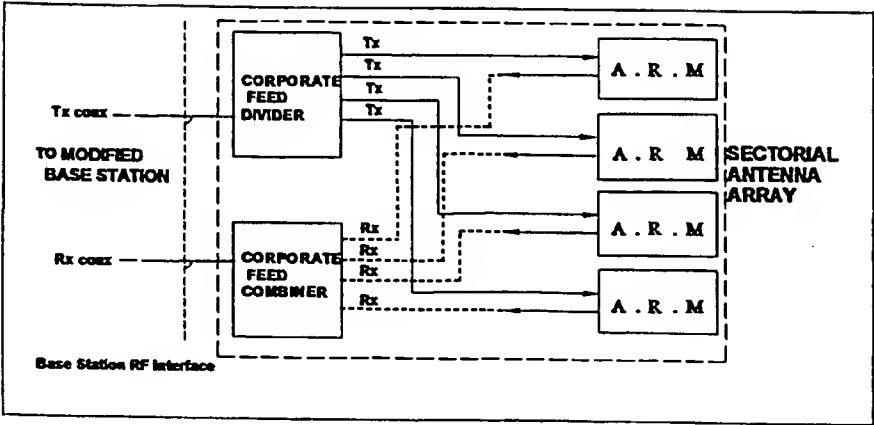 Tx
Tx
Tx
Tx
CORPORATE
FEED
DIVIDER
A . R . M
A . R M
A . R . M
A . R . M
SECTORIAL
ANTENNA
ARRAY
Tx coax
TO MODIFIED
BASE STATION
Rx coax
Rx
Rx
Rx
Rx
CORPORATE
FEED
COMBINER
Base Station RF Interface